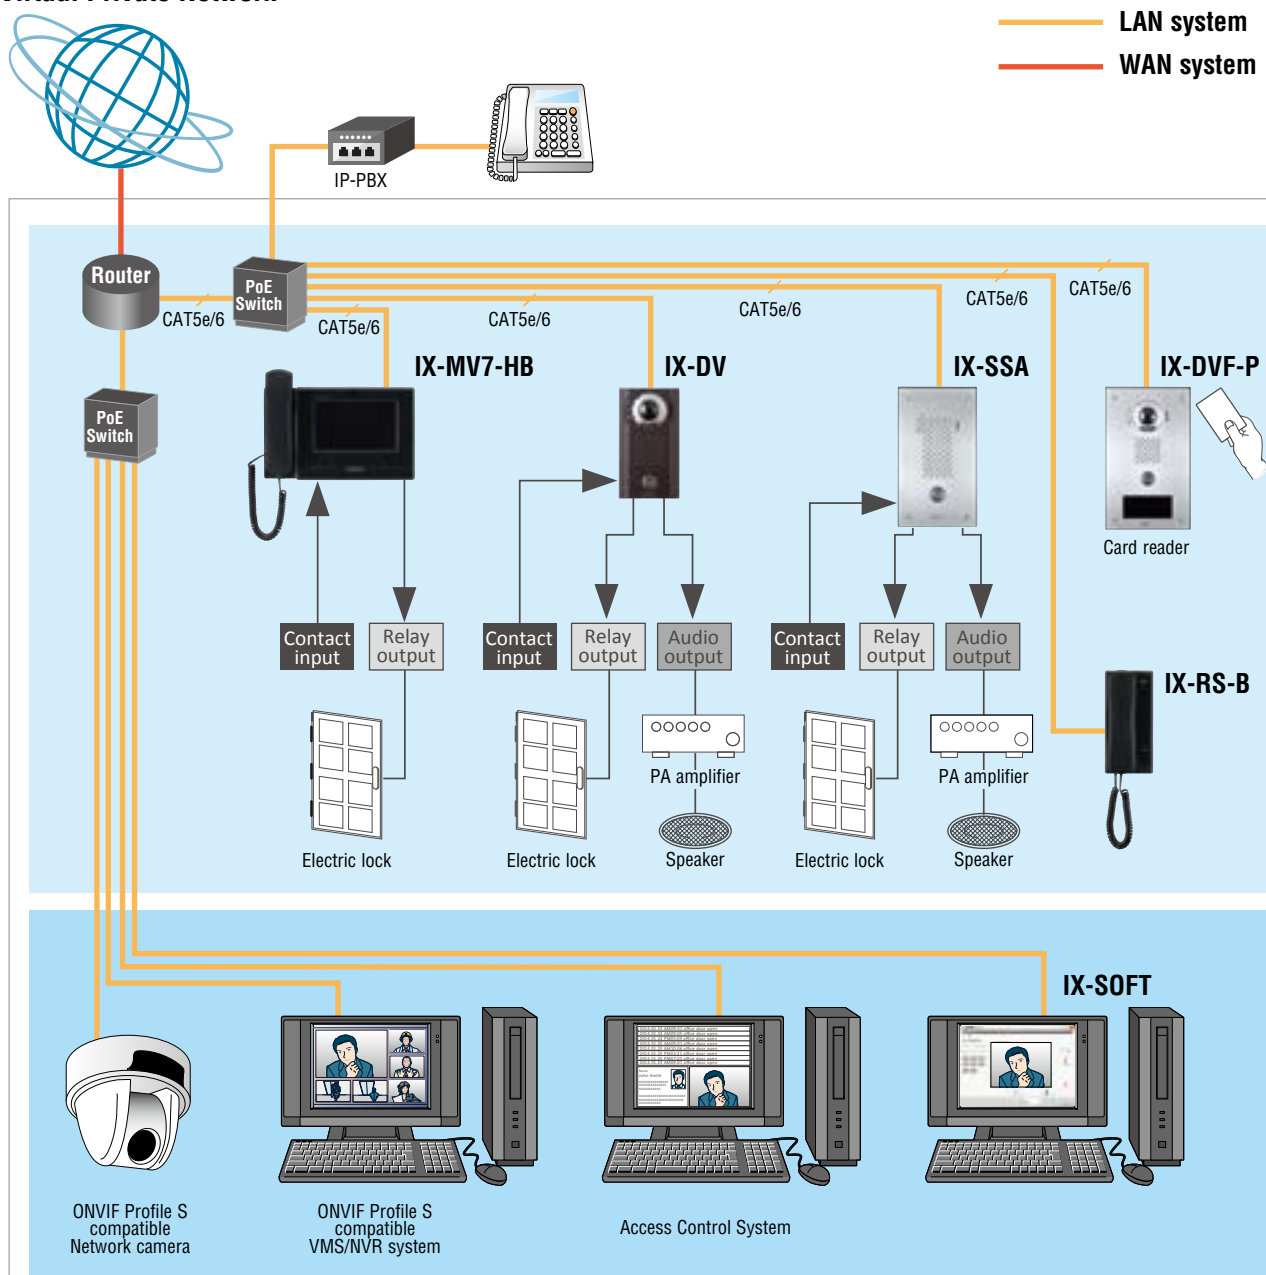 Virtual Private Network
LAN system
WAN system
IP-PBX
Router
PoE
Switch
CAT5e/6
CAT5e/6
CAT5e/6
CAT5e/6
CAT5e/6
CAT5e/6
IX-MV7-HB
IX-DV
IX-SSA
IX-DVF-P
PoE
Switch
Card reader
Contact
input
Relay
output
Contact
input
Relay
output
Audio
output
Contact
input
Relay
output
Audio
output
IX-RS-B
PA amplifier
PA amplifier
Electric lock
Electric lock
Speaker
Electric lock
Speaker
IX-SOFT
ONVIF Profile S
compatible
Network camera
ONVIF Profile S
compatible
VMS/NVR system
Access Control System